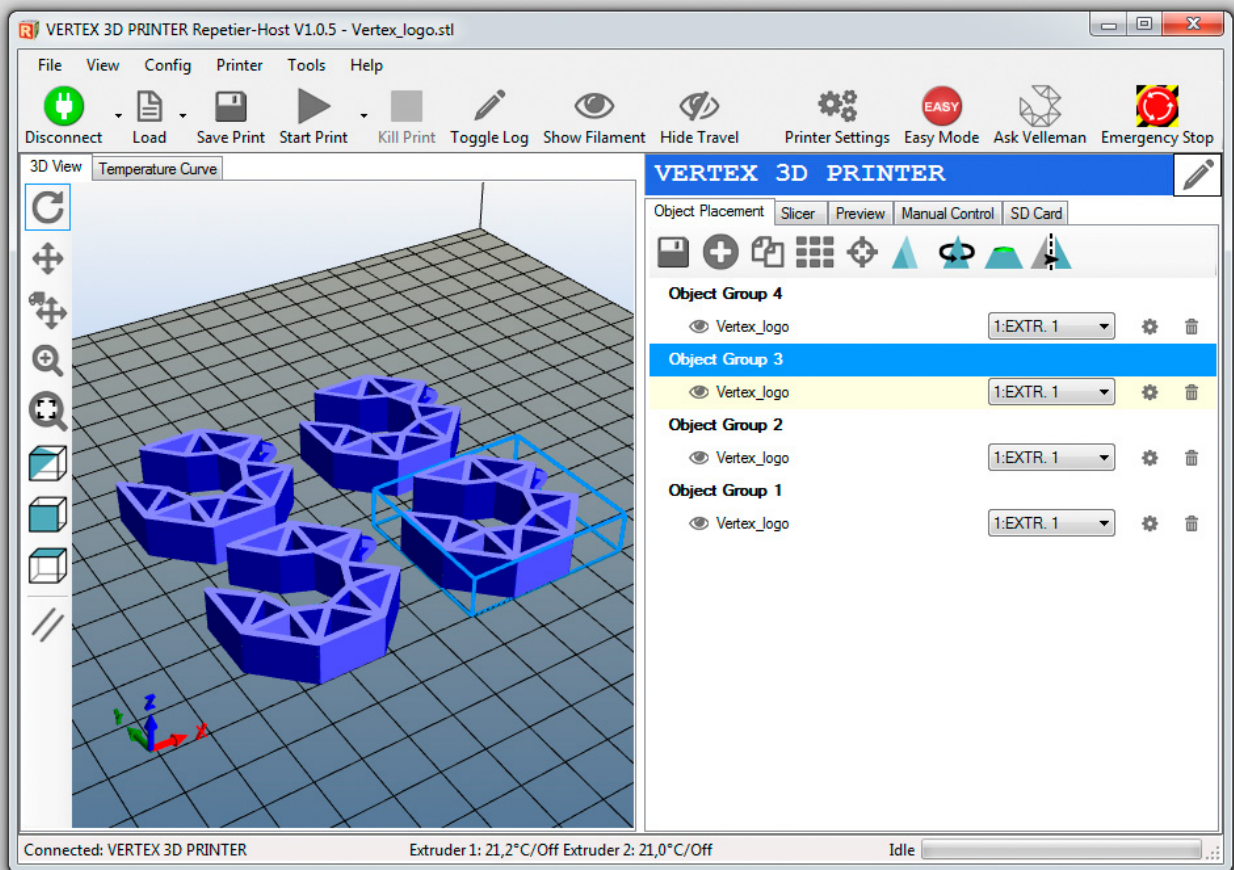 VERTEX 3D PRINTER Repetier-Host V1.0.5 - Vertex_logo.stl
File View Config Printer Tools Help
EASY
Disconnect Load Save Print Start Print Kill Print Toggle Log Show Filament Hide Travel Printer Settings Easy Mode Ask Velleman Emergency Stop
3D View Temperature Curve
VERTEX 3D PRINTER
Object Placement Slicer Preview Manual Control SD Card
Object Group 4
Vertex_logo 1:EXTR. 1
Object Group 3
Vertex_logo 1:EXTR. 1
Object Group 2
Vertex_logo 1:EXTR. 1
Object Group 1
Vertex_logo 1:EXTR. 1
Z
Y X
Connected: VERTEX 3D PRINTER Extruder 1: 21,2°C/Off Extruder 2: 21,0°C/Off Idle